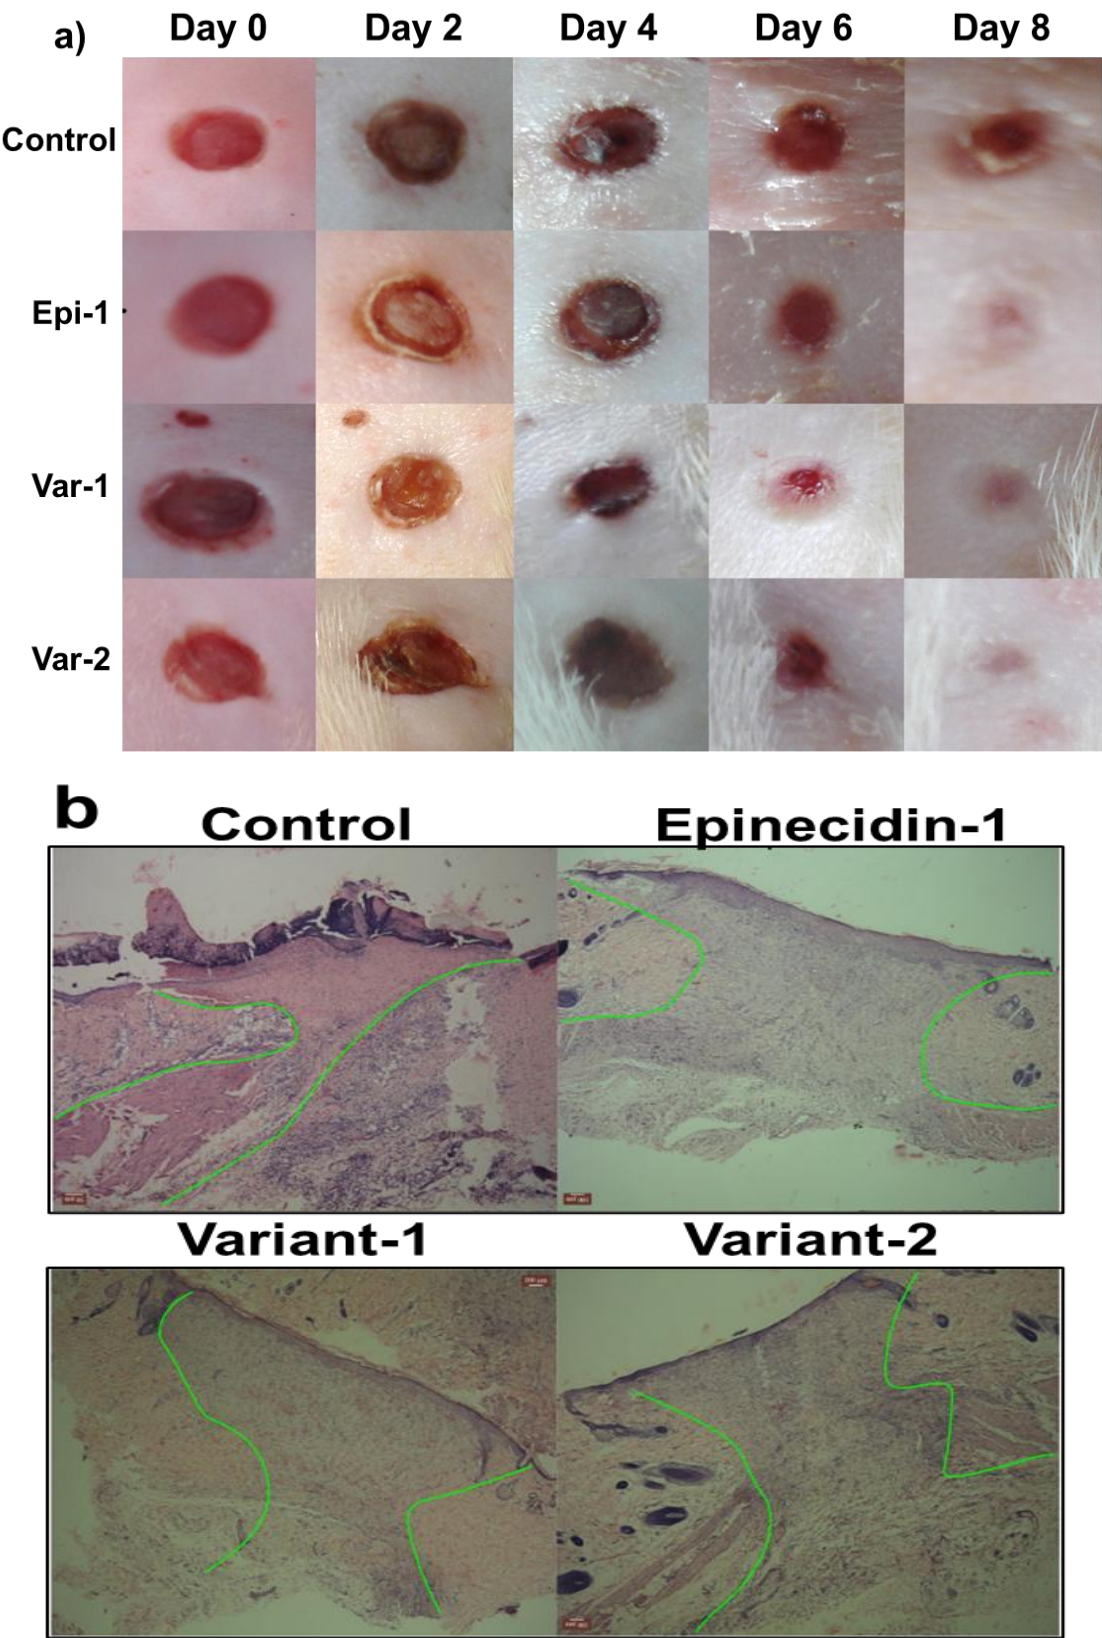 a)
Day 0 Day 2 Day 4 Day 6 Day 8
Control
Epi-1
Var-1
Var-2
b
Control Epinecidin-1
Variant-1 Variant-2